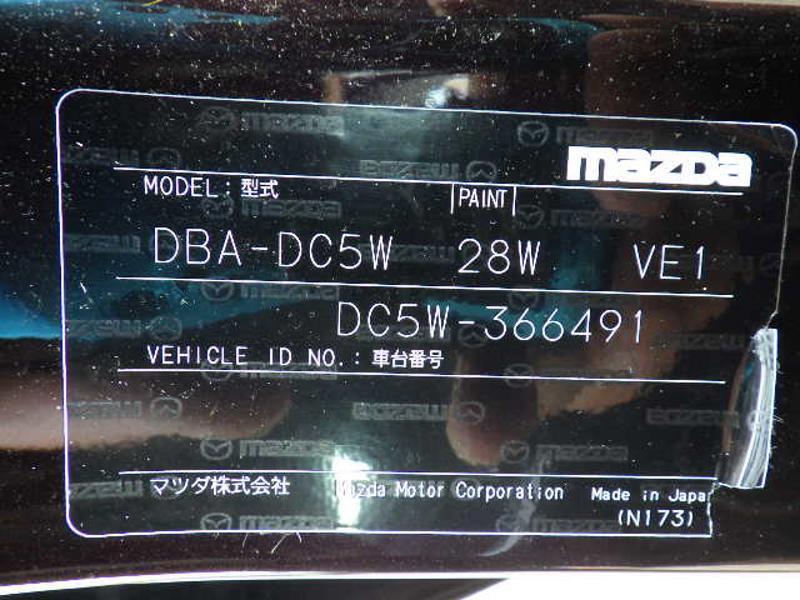 mazda
MODEL : 型式 PAINT
DBA-DC5W 28W VE1
DC5W-366491
VEHICLE ID NO. : 車台番号
マツダ株式会社 Mazda Motor Corporation Made in Japan
(N173)